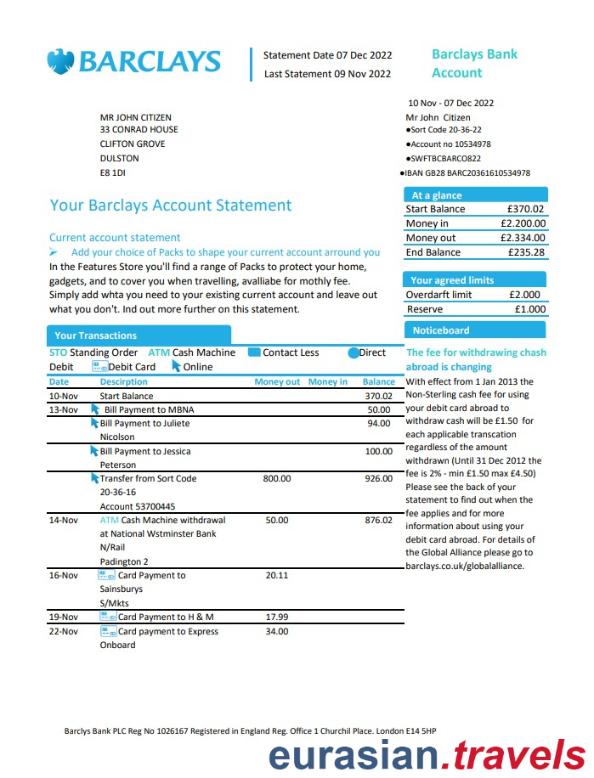 BARCLAYS
Statement Date 07 Dec 2022
Last Statement 09 Nov 2022
Barclays Bank
Account
10 Nov - 07 Dec 2022
MR JOHN CITIZEN
33 CONRAD HOUSE
CLIFTON GROVE
DULSTON
E8 1DI
Mr John Citizen
●Sort Code 20-36-22
●Account no 10534978
●SWFTBCBARCO822
●IBAN GB28 BARC20361610534978
Your Barclays Account Statement
Current account statement
➢ Add your choice of Packs to shape your current account arround you
In the Features Store you'll find a range of Packs to protect your home,
gadgets, and to cover you when travelling, avalliabe for mothly fee.
Simply add whta you need to your existing current account and leave out
what you don't. Ind out more further on this statement.
At a glance
Start Balance £370.02
Money in £2.200.00
Money out £2.334.00
End Balance £235.28
Your agreed limits
Overdarft limit £2.000
Reserve £1.000
Noticeboard
The fee for withdrawing chash
abroad is changing
With effect from 1 Jan 2013 the
Non-Sterling cash fee for using
your debit card abroad to
withdraw cash will be £1.50 for
each applicable transcation
regardless of the amount
withdrawn (Until 31 Dec 2012 the
fee is 2% - min £1.50 max £4.50)
Please see the back of your
statement to find out when the
fee applies and for more
information about using your
debit card abroad. For details of
the Global Alliance please go to
barclays.co.uk/globalalliance.
Your Transactions
STO Standing Order ATM Cash Machine Contact Less Direct
Debit Debit Card Online
Date Descirption Money out Money in Balance
10-Nov Start Balance 370.02
13-Nov Bill Payment to MBNA 50.00
Bill Payment to Juliete 94.00
Nicolson
Bill Payment to Jessica 100.00
Peterson
Transfer from Sort Code 800.00 926.00
20-36-16
Account 53700445
14-Nov ATM Cash Machine withdrawal 50.00 876.02
at National Wstminster Bank
N/Rail
Padington 2
16-Nov Card Payment to 20.11
Sainsburys
S/Mkts
19-Nov Card Payment to H & M 17.99
22-Nov Card payment to Express 34.00
Onboard
Barclys Bank PLC Reg No 1026167 Registered in England Reg. Office 1 Churchil Place. London E14 5HP
eurasian.travels